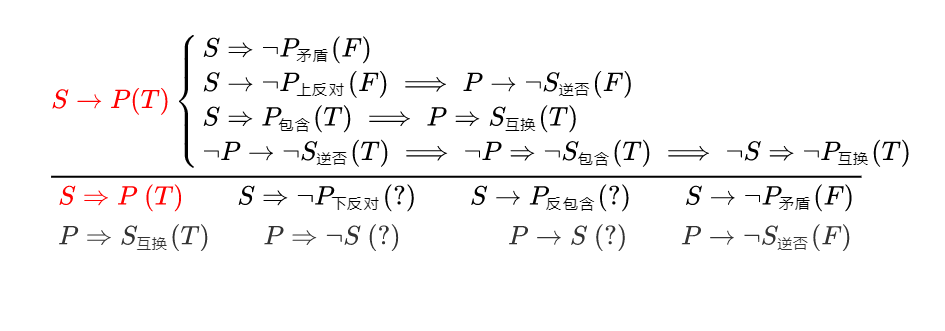 S → P(T)
S ⇒ ¬P矛盾(F)
S → ¬P上反对(F) ⟹ P → ¬S逆否(F)
S ⇒ P包含(T) ⟹ P ⇒ S互换(T)
¬P → ¬S逆否(T) ⟹ ¬P ⇒ ¬S包含(T) ⟹ ¬S ⇒ ¬P互换(T)
S ⇒ P (T) S ⇒ ¬P下反对(?) S → P反包含(?) S → ¬P矛盾(F)
P ⇒ S互换(T) P ⇒ ¬S (?) P → S (?) P → ¬S逆否(F)